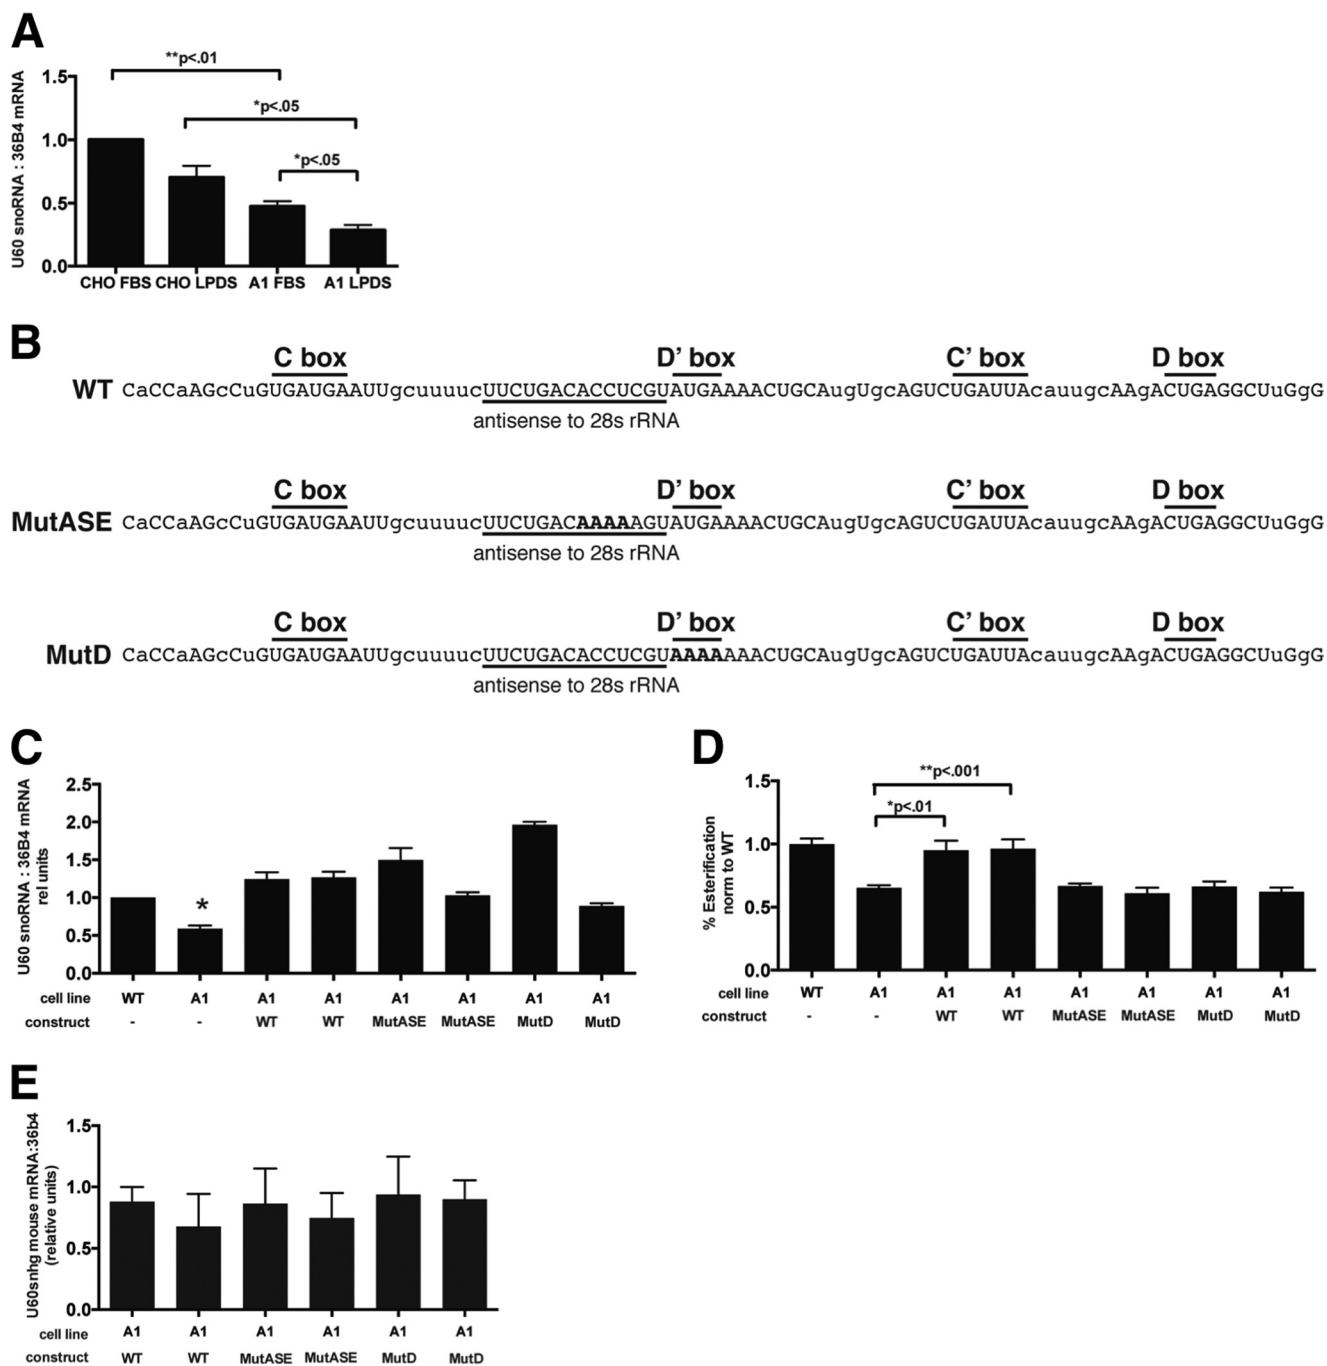 A
**p<.01
*p<.05
*p<.05
U60 snoRNA : 36B4 mRNA
1.5
1.0
0.5
0.0
CHO FBS CHO LPDS A1 FBS A1 LPDS
B
C box D' box C' box D box
WT CaCCaAGcCuGUGAUGAAUUgcuuuucUUCUGACACCUCGUAUGAAAACUGCAugUgcAGUCUGAUUAcauugcAAgACUGAGGCUuGgG
antisense to 28s rRNA
C box D' box C' box D box
MutASE CaCCaAGcCuGUGAUGAAUUgcuuuucUUCUGACAAAAAGUAUGAAAACUGCAugUgcAGUCUGAUUAcauugcAAgACUGAGGCUuGgG
antisense to 28s rRNA
C box D' box C' box D box
MutD CaCCaAGcCuGUGAUGAAUUgcuuuucUUCUGACACCUCGUAAAAAAACUGCAugUgcAGUCUGAUUAcauugcAAgACUGAGGCUuGgG
antisense to 28s rRNA
C
U60 snoRNA : 36B4 mRNA
rel units
2.5
2.0
1.5
1.0
0.5
0.0
*
cell line WT A1 A1 A1 A1 A1 A1 A1
construct - - WT WT MutASE MutASE MutD MutD
D
**p<.001
*p<.01
% Esterification
norm to WT
1.5
1.0
0.5
0.0
cell line WT A1 A1 A1 A1 A1 A1 A1
construct - - WT WT MutASE MutASE MutD MutD
E
U60snhg mouse mRNA:36b4
(relative units)
1.5
1.0
0.5
0.0
cell line A1 A1 A1 A1 A1 A1
construct WT WT MutASE MutASE MutD MutD